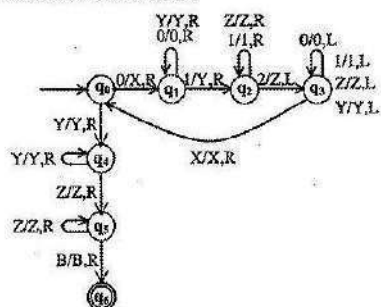 Y/Y,R
0/0,R
Z/Z,R
1/1,R
0/0,L
1/1,L
Z/Z,L
Y/Y,L
q0
0/X,R
q1
1/Y,R
q2
2/Z,L
q3
Y/Y,R
X/X,R
Y/Y,R
q4
Z/Z,R
Z/Z,R
q5
B/B,R
q6